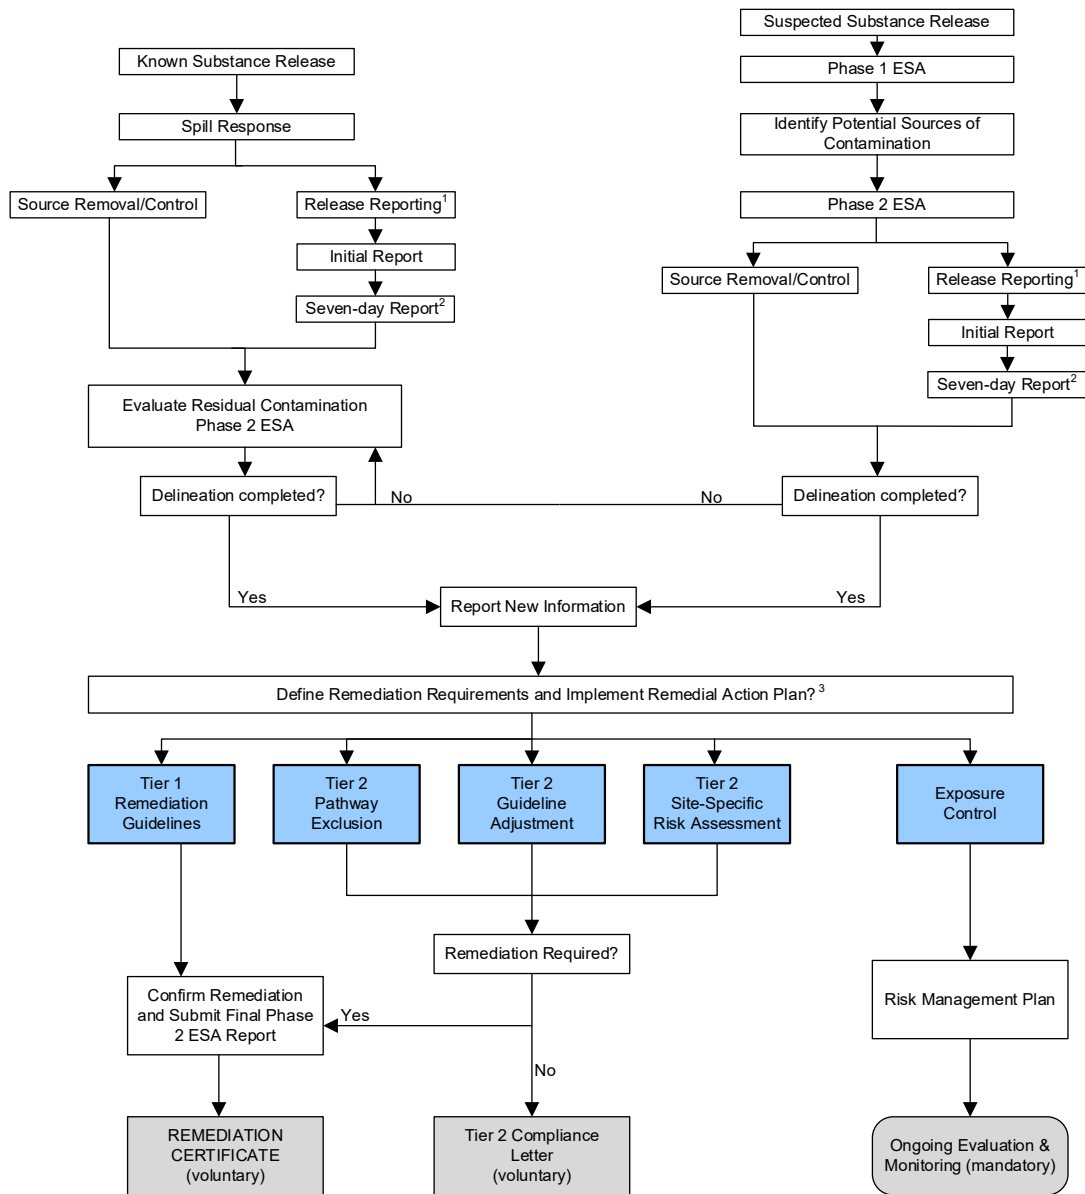 Suspected Substance Release
Known Substance Release
Phase 1 ESA
Spill Response
Identify Potential Sources of
Contamination
Source Removal/Control
Release Reporting1
Phase 2 ESA
Initial Report
Source Removal/Control
Release Reporting1
Seven-day Report2
Initial Report
Seven-day Report2
Evaluate Residual Contamination
Phase 2 ESA
Delineation completed?
No
No
Delineation completed?
Yes
Report New Information
Yes
Define Remediation Requirements and Implement Remedial Action Plan? 3
Tier 1
Remediation
Guidelines
Tier 2
Pathway
Exclusion
Tier 2
Guideline
Adjustment
Tier 2
Site-Specific
Risk Assessment
Exposure
Control
Remediation Required?
Confirm Remediation
and Submit Final Phase
2 ESA Report
Yes
Risk Management Plan
No
REMEDIATION
CERTIFICATE
(voluntary)
Tier 2 Compliance
Letter
(voluntary)
Ongoing Evaluation &
Monitoring (mandatory)